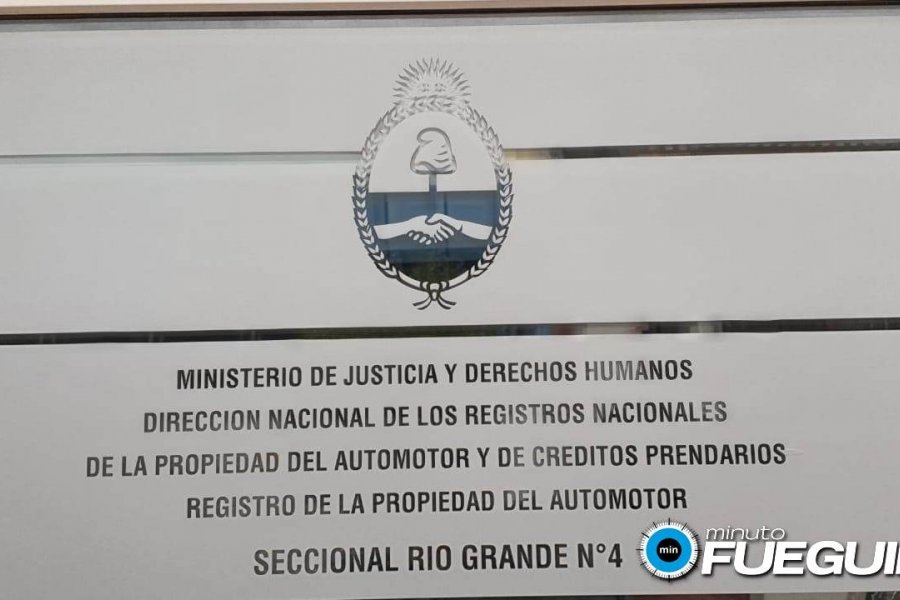 MINISTERIO DE JUSTICIA Y DERECHOS HUMANOS
DIRECCION NACIONAL DE LOS REGISTROS NACIONALES
DE LA PROPIEDAD DEL AUTOMOTOR Y DE CREDITOS PRENDARIOS
REGISTRO DE LA PROPIEDAD DEL AUTOMOTOR
SECCIONAL RIO GRANDE N°4
min
minuto
FUEGUI